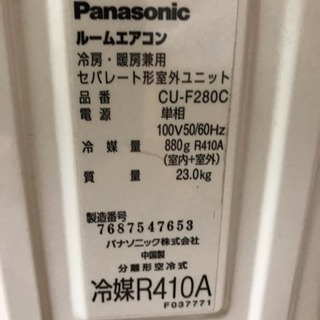 Panasonic
ルームエアコン
冷房・暖房兼用
セパレート形室外ユニット
品番 CU-F280C
電源 単相
100V50/60Hz
冷媒量 880g R410A
(室内+室外)
質量 23.0kg
製造番号
7687547653
パナソニック株式会社
中国製
分離形空冷式
冷媒R410A
F037771